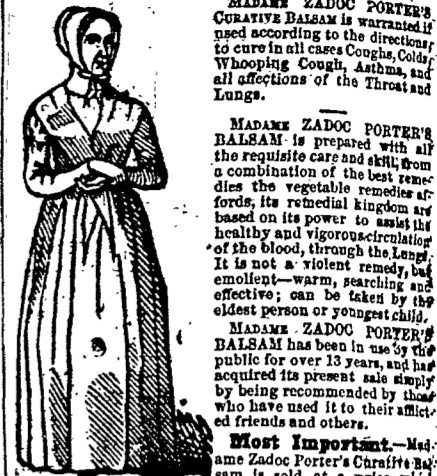 MADAME ZADOC PORTER'S
CURATIVE BALSAM is warranted if
used according to the directions,
to cure in all cases Coughs, Colds,
Whooping Cough, Asthma, and
all affections of the Throat and
Lungs.
MADAME ZADOC PORTER'S
BALSAM is prepared with all
the requisite care and skill, from
a combination of the best reme-
dies the vegetable remedies af-
fords, its remedial kingdom are
based on its power to assist the
healthy and vigorous circulation
of the blood, through the Lungs.
It is not a violent remedy, but
emollient—warm, searching and
effective; can be taken by the
eldest person or youngest child.
MADAME ZADOC PORTER'S
BALSAM has been in use by the
public for over 13 years, and has
acquired its present sale simply
by being recommended by those
who have used it to their afflict-
ed friends and others.
Most Important.—Mad-
ame Zadoc Porter's Curative Bal-
sam is sold at a price